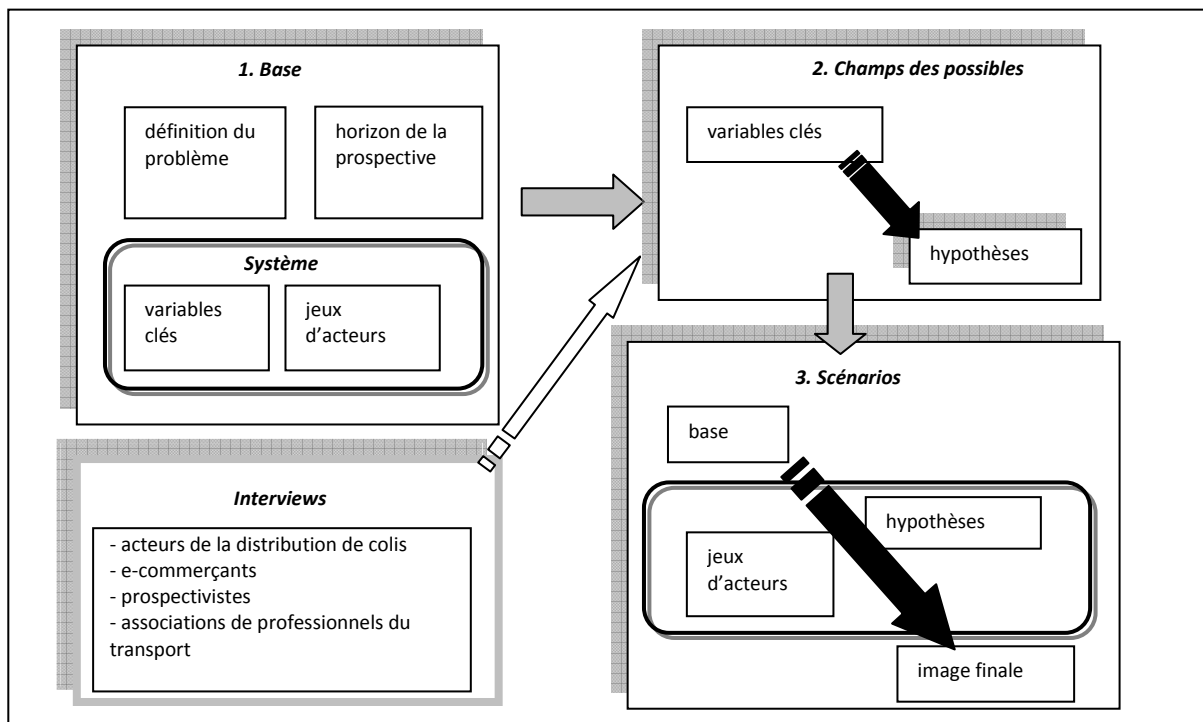 1. Base
définition du
problème
horizon de la
prospective
Système
variables
clés
jeux
d’acteurs
Interviews
- acteurs de la distribution de colis
- e-commerçants
- prospectivistes
- associations de professionnels du
transport
2. Champs des possibles
variables clés
hypothèses
3. Scénarios
base
hypothèses
jeux
d’acteurs
image finale